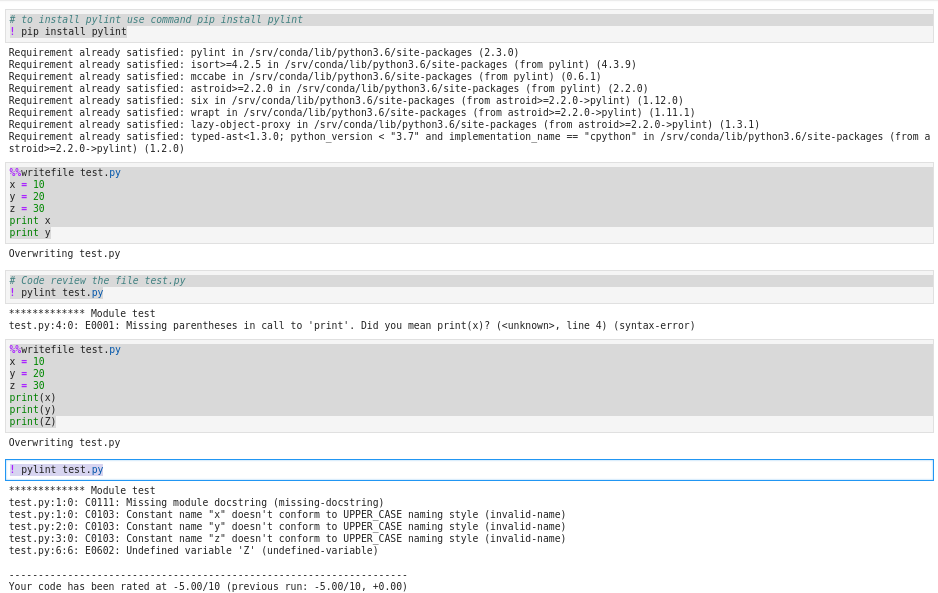 # to install pylint use command pip install pylint
! pip install pylint
Requirement already satisfied: pylint in /srv/conda/lib/python3.6/site-packages (2.3.0)
Requirement already satisfied: isort>=4.2.5 in /srv/conda/lib/python3.6/site-packages (from pylint) (4.3.9)
Requirement already satisfied: mccabe in /srv/conda/lib/python3.6/site-packages (from pylint) (0.6.1)
Requirement already satisfied: astroid>=2.2.0 in /srv/conda/lib/python3.6/site-packages (from pylint) (2.2.0)
Requirement already satisfied: six in /srv/conda/lib/python3.6/site-packages (from astroid>=2.2.0->pylint) (1.12.0)
Requirement already satisfied: wrapt in /srv/conda/lib/python3.6/site-packages (from astroid>=2.2.0->pylint) (1.11.1)
Requirement already satisfied: lazy-object-proxy in /srv/conda/lib/python3.6/site-packages (from astroid>=2.2.0->pylint) (1.3.1)
Requirement already satisfied: typed-ast<1.3.0; python_version < "3.7" and implementation_name == "cpython" in /srv/conda/lib/python3.6/site-packages (from a
stroid>=2.2.0->pylint) (1.2.0)
%%writefile test.py
x = 10
y = 20
z = 30
print x
print y
Overwriting test.py
# Code review the file test.py
! pylint test.py
************* Module test
test.py:4:0: E0001: Missing parentheses in call to 'print'. Did you mean print(x)? (<unknown>, line 4) (syntax-error)
%%writefile test.py
x = 10
y = 20
z = 30
print(x)
print(y)
print(Z)
Overwriting test.py
! pylint test.py
************* Module test
test.py:1:0: C0111: Missing module docstring (missing-docstring)
test.py:1:0: C0103: Constant name "x" doesn't conform to UPPER_CASE naming style (invalid-name)
test.py:2:0: C0103: Constant name "y" doesn't conform to UPPER_CASE naming style (invalid-name)
test.py:3:0: C0103: Constant name "z" doesn't conform to UPPER_CASE naming style (invalid-name)
test.py:6:6: E0602: Undefined variable 'Z' (undefined-variable)
--------------------------------------------------------------------
Your code has been rated at -5.00/10 (previous run: -5.00/10, +0.00)